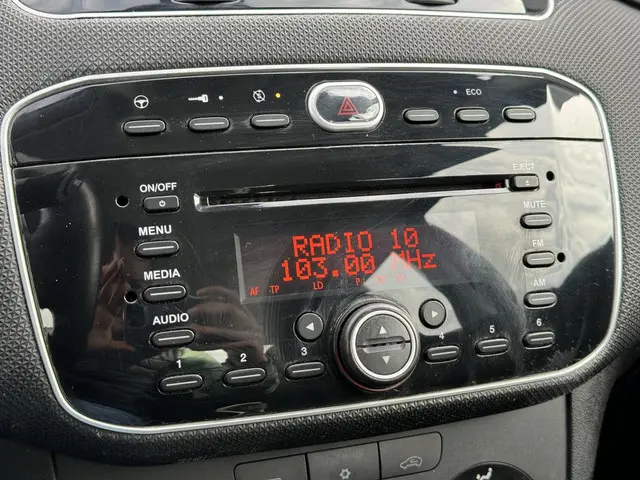 ECO
EJECT
ON/OFF
MUTE
MENU
RADIO 10
FM
103.00 MHz
MEDIA
AF TP LD P
AM
AUDIO
1 2 3 4 5 6